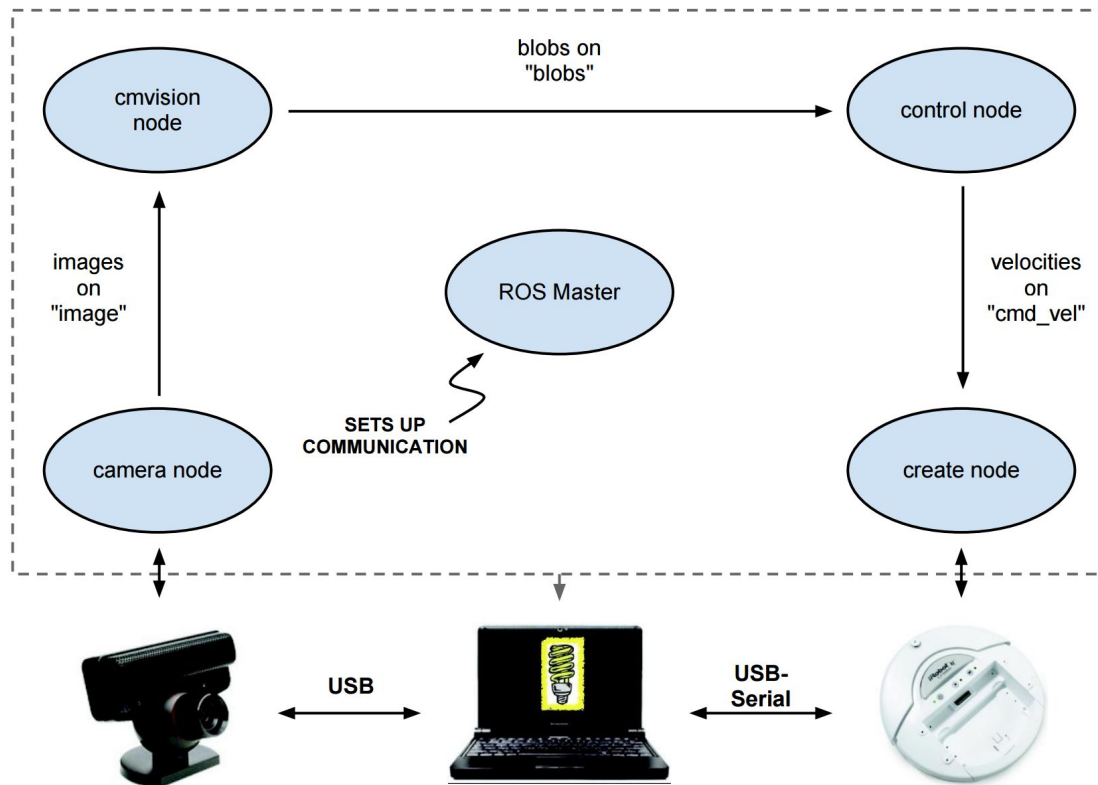 blobs on
"blobs"
cmvision
node
control node
images
on
"image"
ROS Master
velocities
on
"cmd_vel"
SETS UP
COMMUNICATION
camera node
create node
USB
USB-
Serial
iRobot